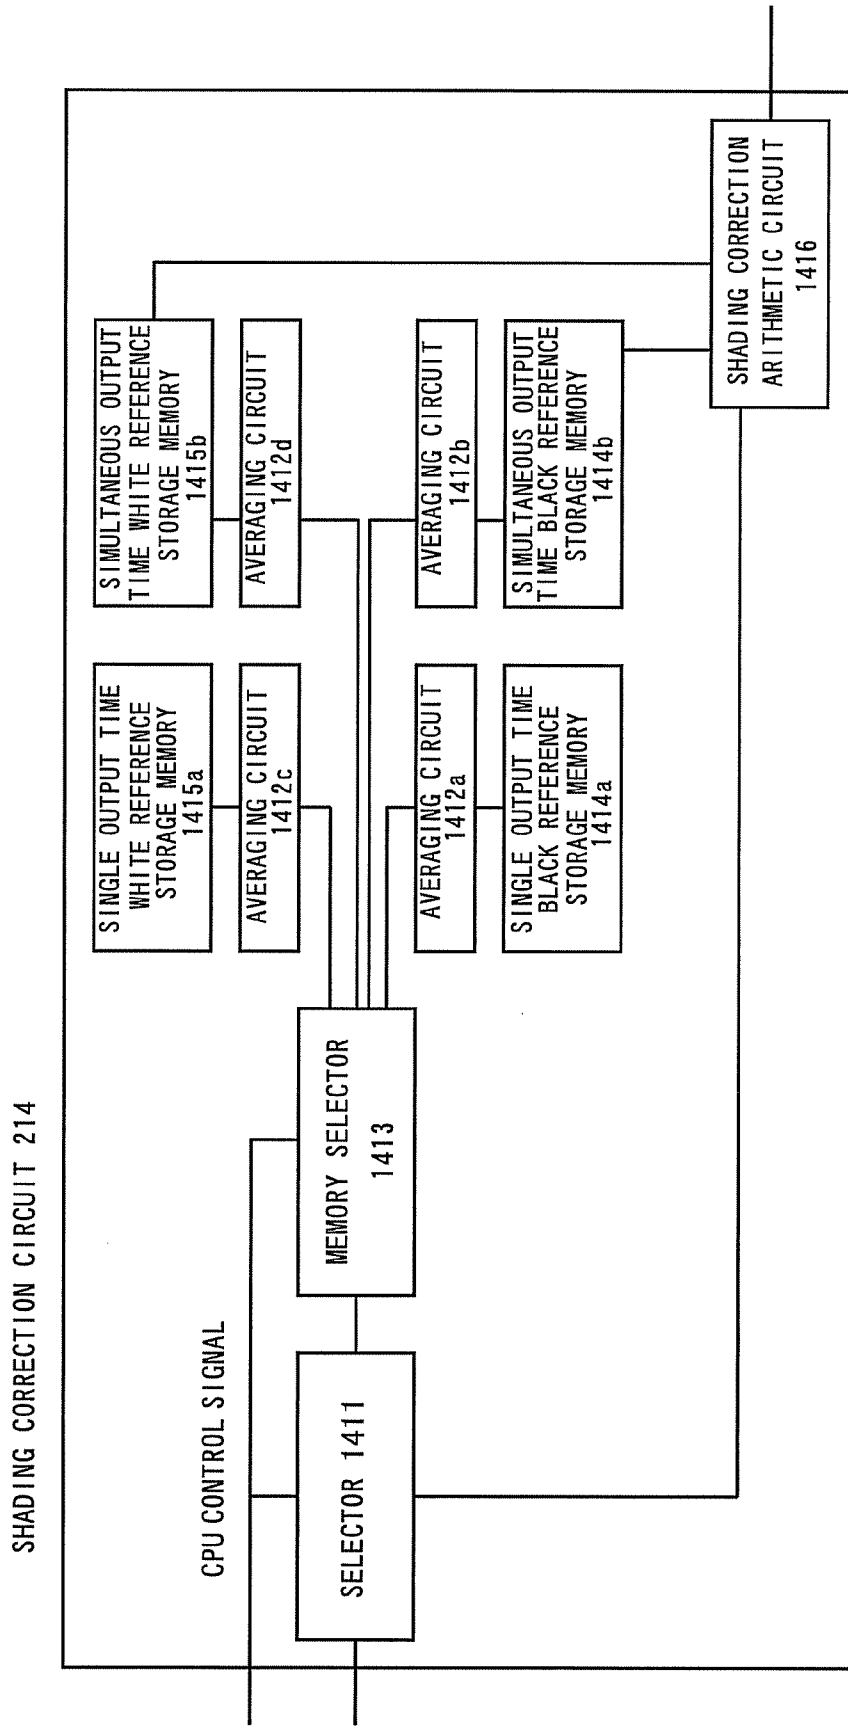 SHADING CORRECTION CIRCUIT 214
CPU CONTROL SIGNAL
SELECTOR 1411
MEMORY SELECTOR
1413
SINGLE OUTPUT TIME
WHITE REFERENCE
STORAGE MEMORY
1415a
AVERAGING CIRCUIT
1412c
SIMULTANEOUS OUTPUT
TIME WHITE REFERENCE
STORAGE MEMORY
1415b
AVERAGING CIRCUIT
1412d
AVERAGING CIRCUIT
1412a
SINGLE OUTPUT TIME
BLACK REFERENCE
STORAGE MEMORY
1414a
AVERAGING CIRCUIT
1412b
SIMULTANEOUS OUTPUT
TIME BLACK REFERENCE
STORAGE MEMORY
1414b
SHADING CORRECTION
ARITHMETIC CIRCUIT
1416